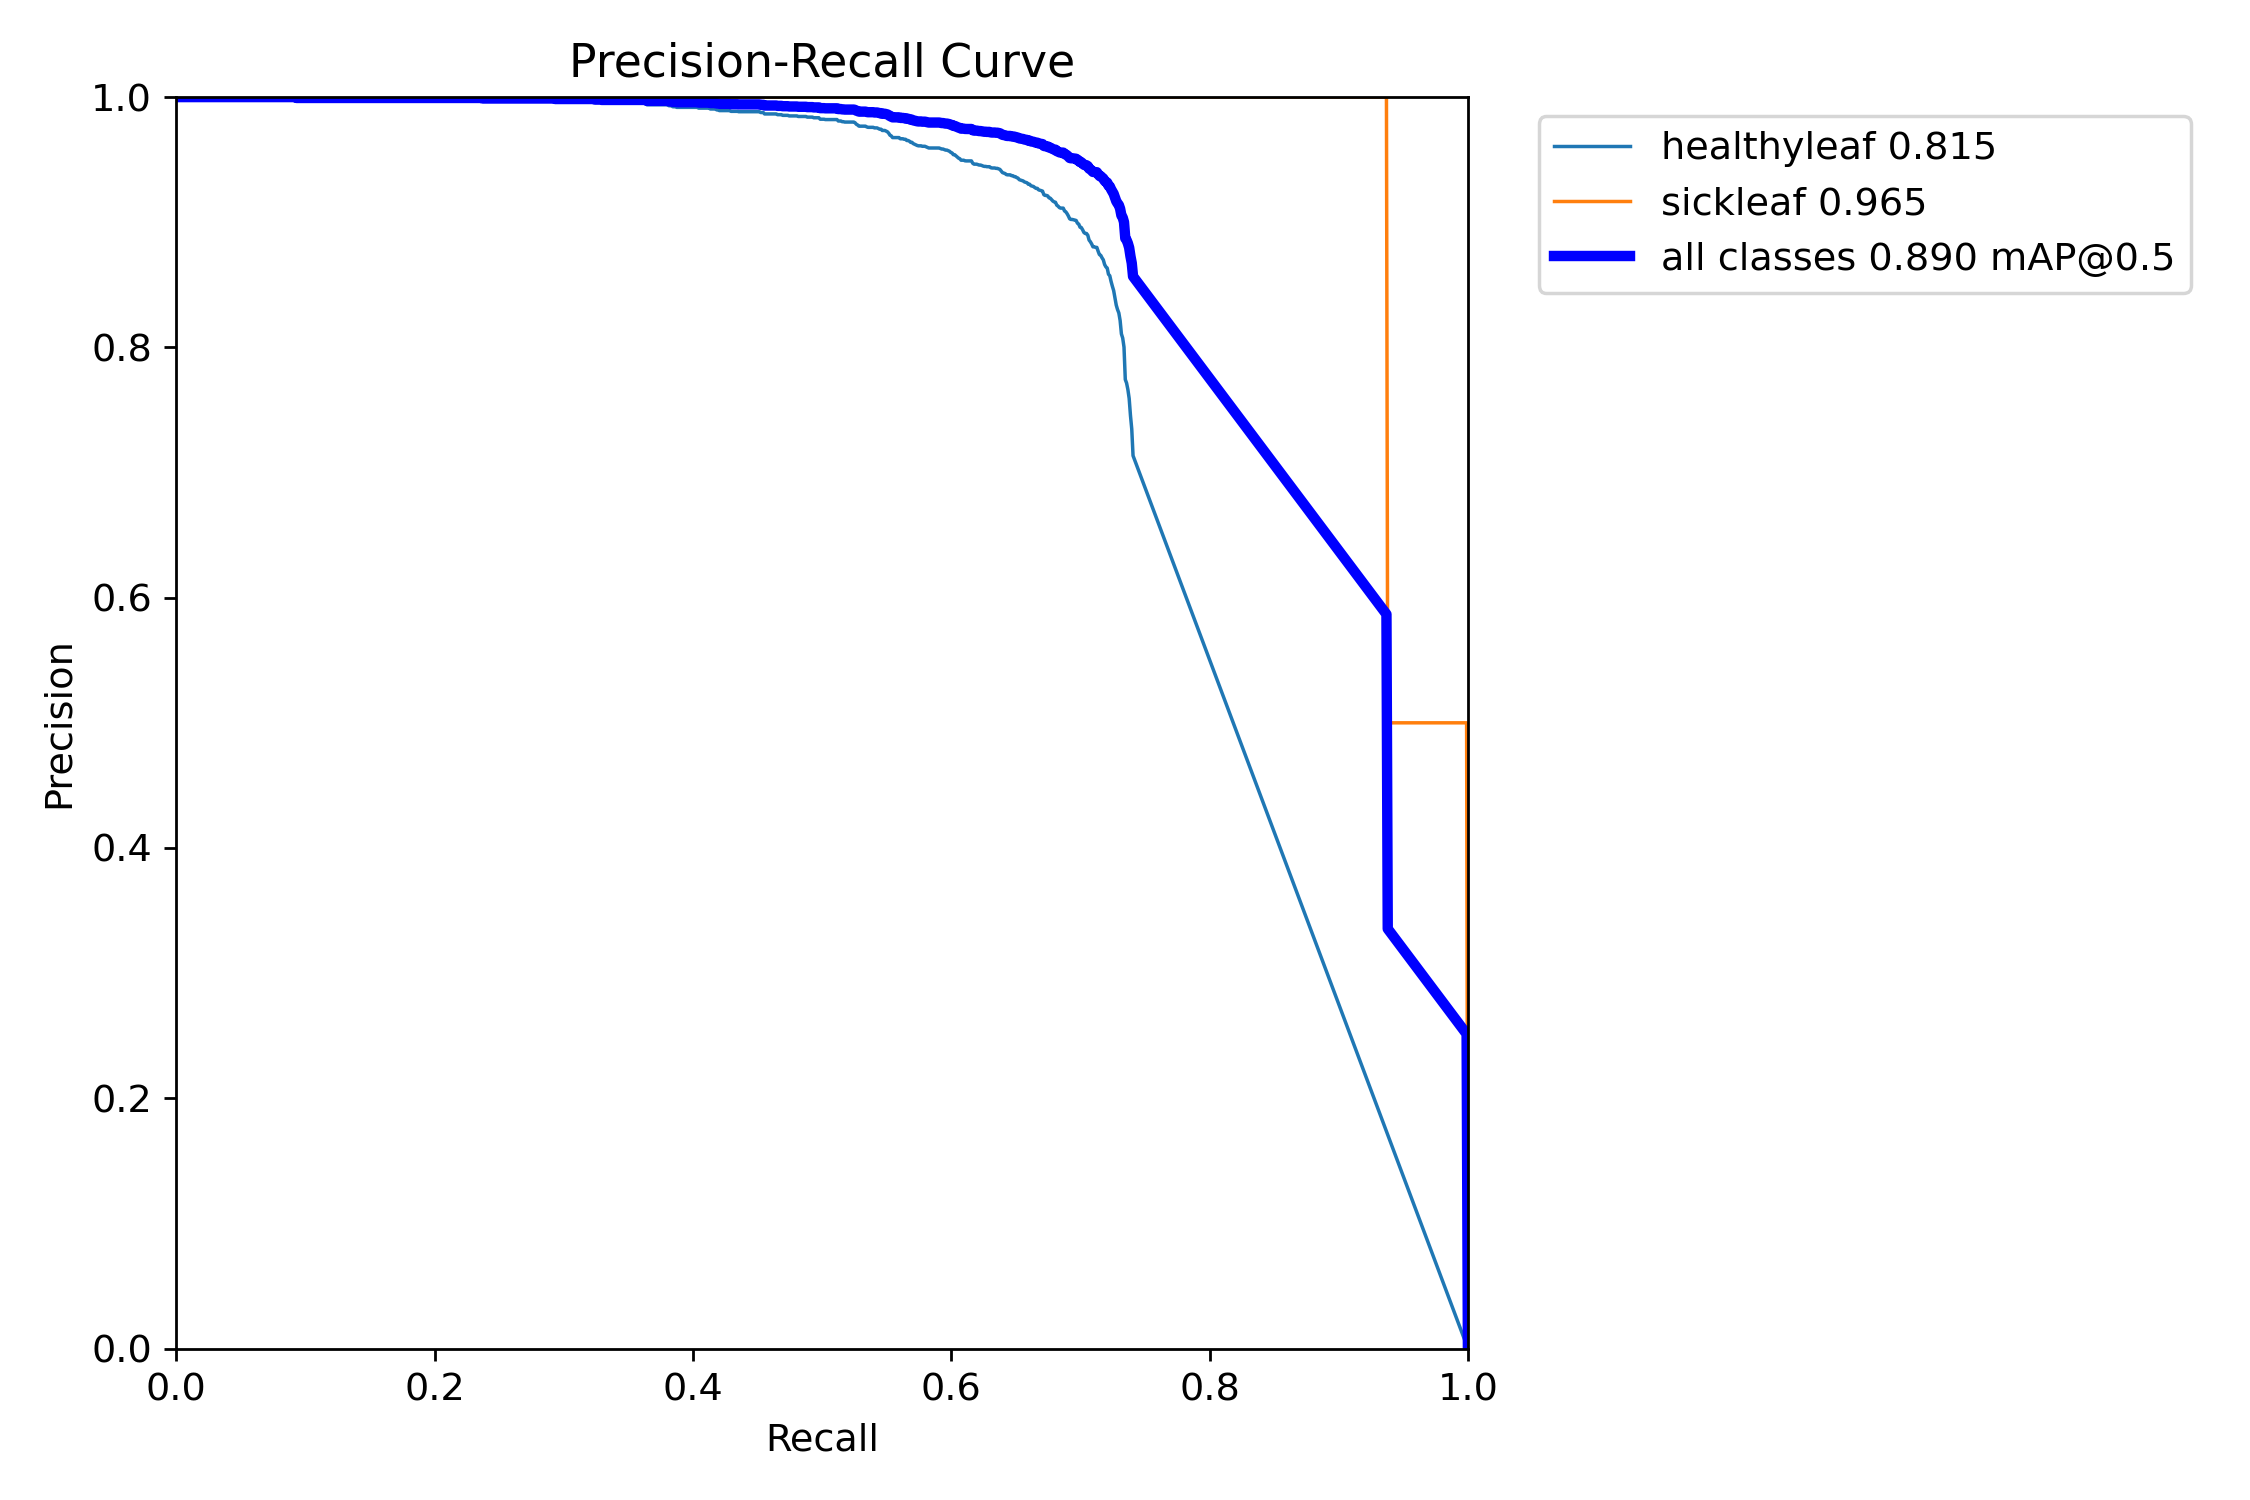 Precision-Recall Curve
healthyleaf 0.815
sickleaf 0.965
all classes 0.890 mAP@0.5
Precision
1.0
0.8
0.6
0.4
0.2
0.0
0.0 0.2 0.4 0.6 0.8 1.0
Recall